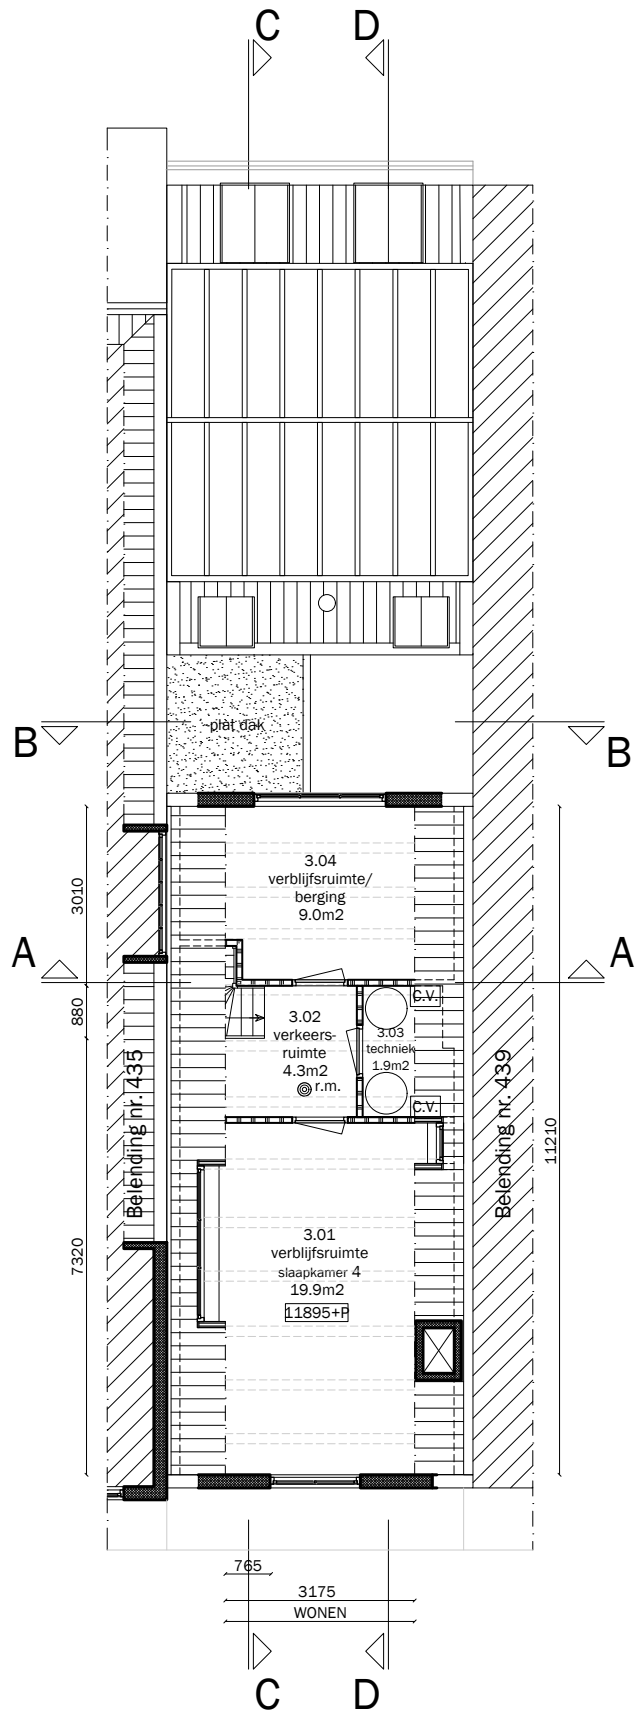 C D
plat dak
B B
3.04
verblijfsruimte/
berging
9.0m2
3010
A A
C.V.
880
3.02
verkeers-
ruimte
4.3m2
r.m.
3.03
techniek
1.9m2
C.V.
Belending nr. 435
Belending nr. 439
11210
7320
3.01
verblijfsruimte
slaapkamer 4
19.9m2
11895+P
765
3175
WONEN
C D